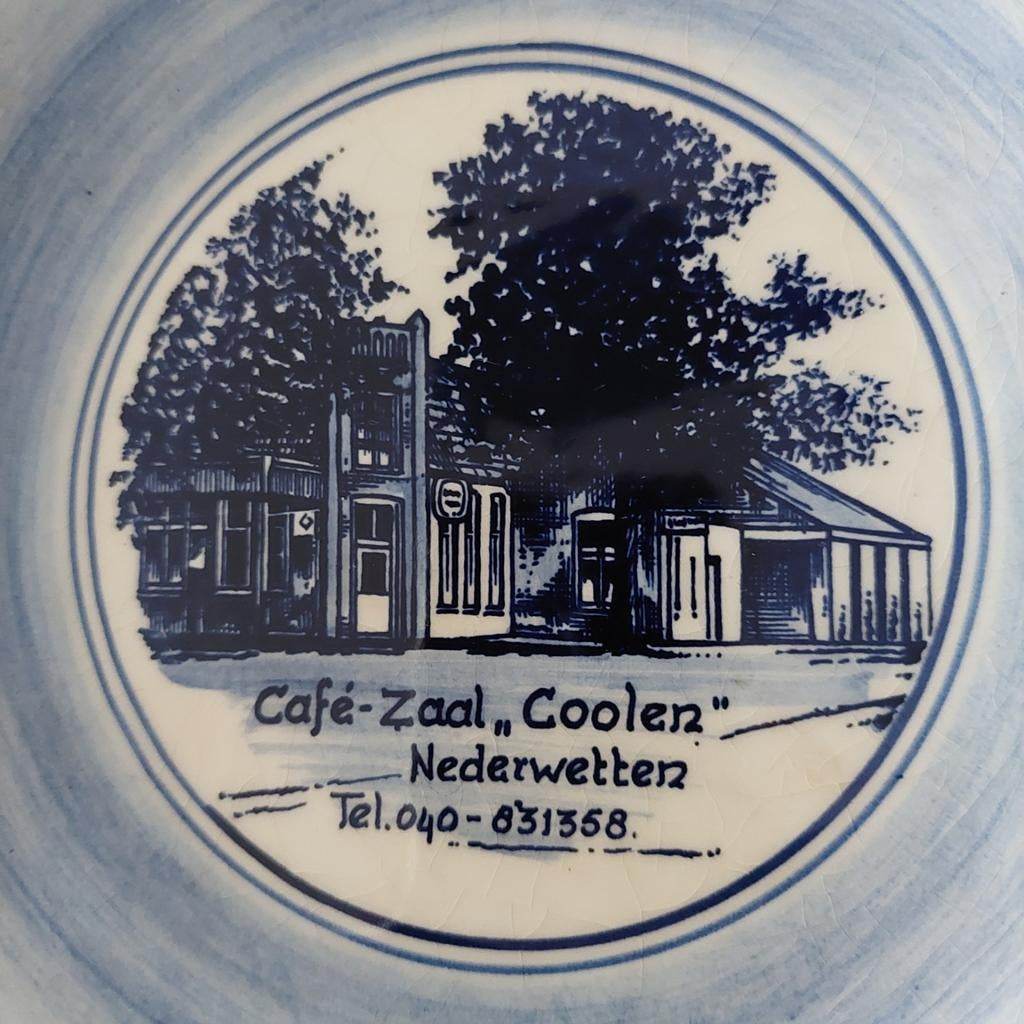 Café-Zaal „Coolen"
Nederwetten
Tel. 040-831358.